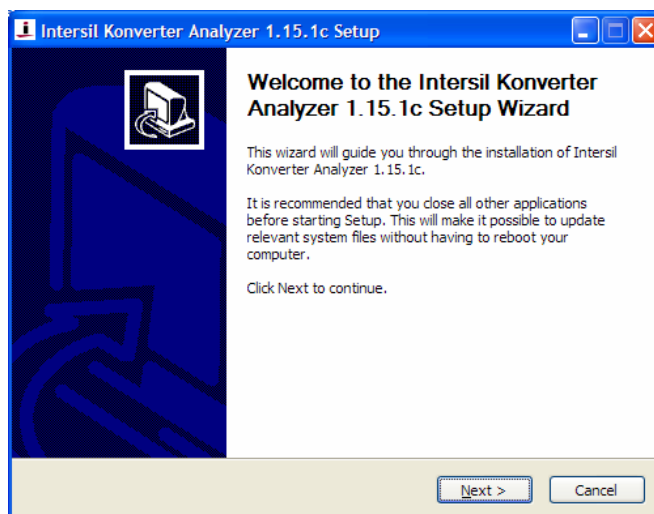 Intersil Konverter Analyzer 1.15.1c Setup
Welcome to the Intersil Konverter
Analyzer 1.15.1c Setup Wizard
This wizard will guide you through the installation of Intersil
Konverter Analyzer 1.15.1c.
It is recommended that you close all other applications
before starting Setup. This will make it possible to update
relevant system files without having to reboot your
computer.
Click Next to continue.
Next >
Cancel